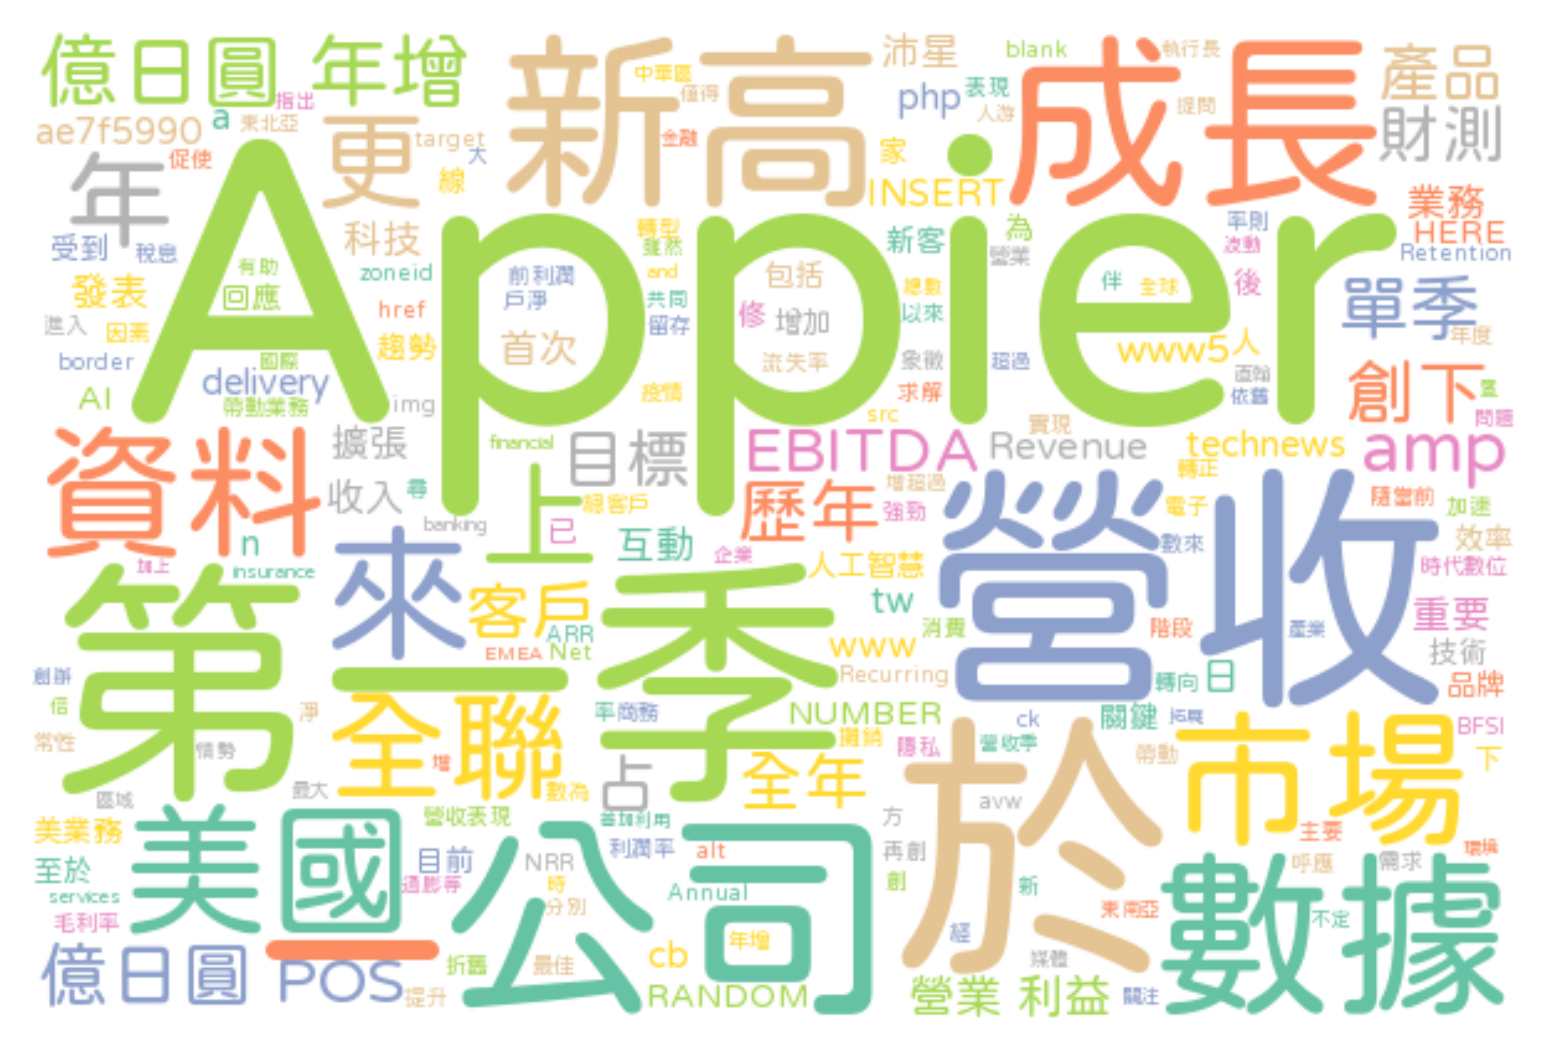 億日圓 年增
新高
沛星
blank
執行長
成長
產品
中華區
值得
php
表現
人游
提問
指出
a
東北亞
ae7f5990
更
target
大
金融
家
財測
年
促使
線
INSERT
業務
HERE
Retention
受到
稅息
科技
轉型
雖然
新客
為
營業
率則
波動
Appier
有助
回應
zoneid
and
前利潤
戶淨
包括
總數
伴
全球
後
單季
發表
href
共同
留存
修
增加
以來
進入
因素
趨勢
首次
www5
人
年度
border
國際
流失率
象徵
超過
直翰
依舊
創下
AI
delivery
帶動業務
img
疫情
求解
src
問題
資料
擴張
financial
目標
EBITDA
Revenue
實現
technews
轉正
amp
收入
尋
上
總客戶
歷年
增超過
強勁
電子
隨當前
加速
n
banking
已
互動
企業
營收
數來
效率
加上
insurance
來
人工智慧
時代數位
第一季
客戶
tw
重要
ARR
EMEA
Net
消費
www
階段
產業
技術
創辦
Recurring
轉向
日
品牌
信
淨
全聯
率商務
NUMBER
ck
關鍵
拓展
BFSI
常性
情勢
增
攤銷
隱私
營收季
帶動
下
區域
最大
數為
占
全年
於
市場
avw
美業務
美國
營收表現
善加利用
方
主要
至於
目前
NRR
利潤率
alt
再創
呼應
需求
環境
services
通膨等
時
分別
Annual
創
新
數據
毛利率
公司
東南亞
不定
億日圓
POS
提升
折舊
最佳
cb
年增
經
媒體
RANDOM
營業 利益
關注